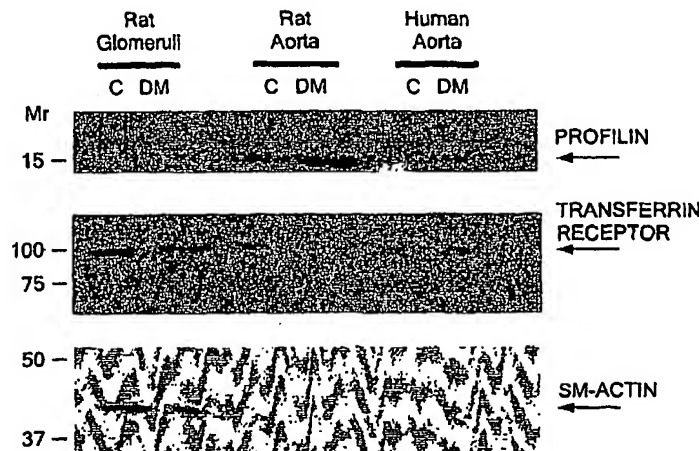 Rat Glomeruli
Rat Aorta
Human Aorta
C DM
C DM
C DM
Mr
15
PROFILIN
100
75
TRANSFERRIN RECEPTOR
50
37
SM-ACTIN